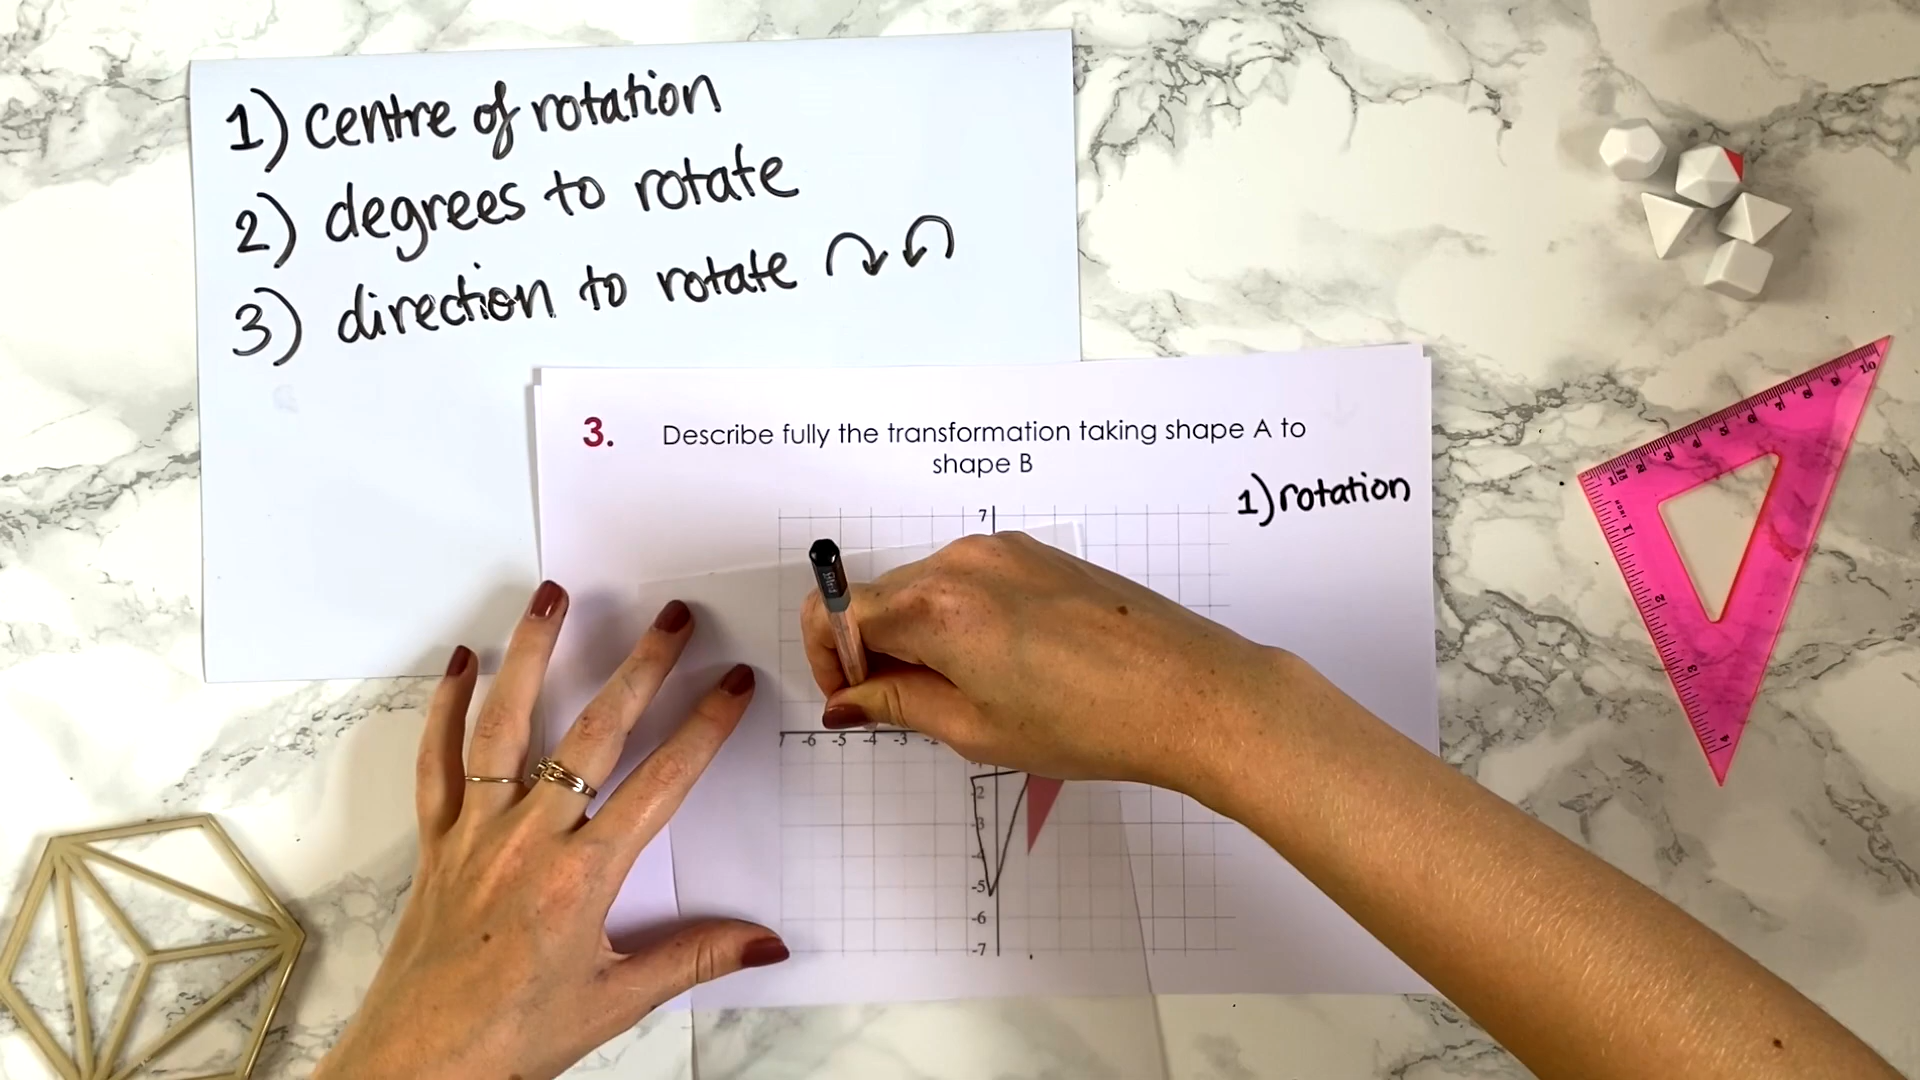 1) centre of rotation
2) degrees to rotate
3) direction to rotate
3. Describe fully the transformation taking shape A to
shape B
1) rotation
7
-6 -5 -4 -3 -2
-2
-3
-5
-6
-7